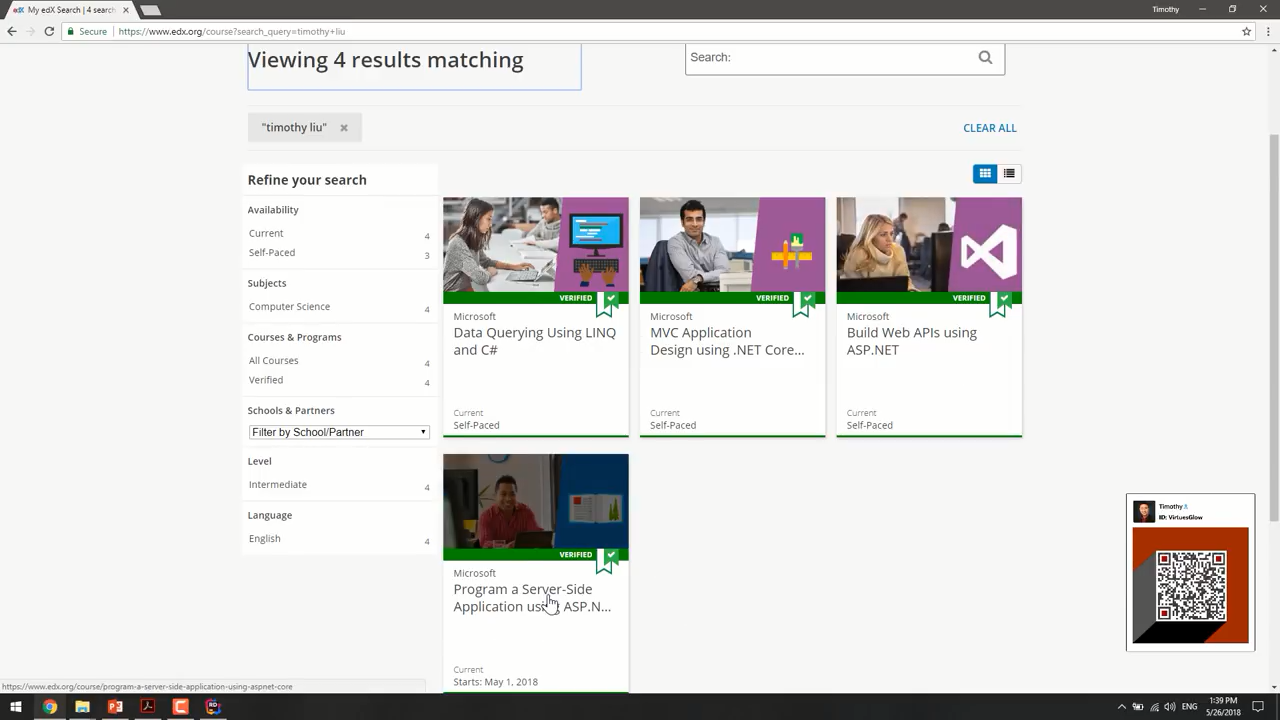 My edX Search | 4 search
Timothy
Secure
https://www.edx.org/course?search_query=timothy+liu
Viewing 4 results matching
Search:
"timothy liu"
CLEAR ALL
Refine your search
Availability
Current 4
Self-Paced 3
Subjects
Computer Science 4
Courses & Programs
All Courses 4
Verified 4
Schools & Partners
Filter by School/Partner
Level
Intermediate 4
Language
English 4
VERIFIED
Microsoft
Data Querying Using LINQ
and C#
Current
Self-Paced
VERIFIED
Microsoft
MVC Application
Design using .NET Core...
Current
Self-Paced
VERIFIED
Microsoft
Build Web APIs using
ASP.NET
Current
Self-Paced
VERIFIED
Microsoft
Program a Server-Side
Application using ASP.N...
Current
Starts: May 1, 2018
Timothy
ID: VirtuesGlow
https://www.edx.org/course/program-a-server-side-application-using-aspnet-core
ENG
1:39 PM
5/26/2018